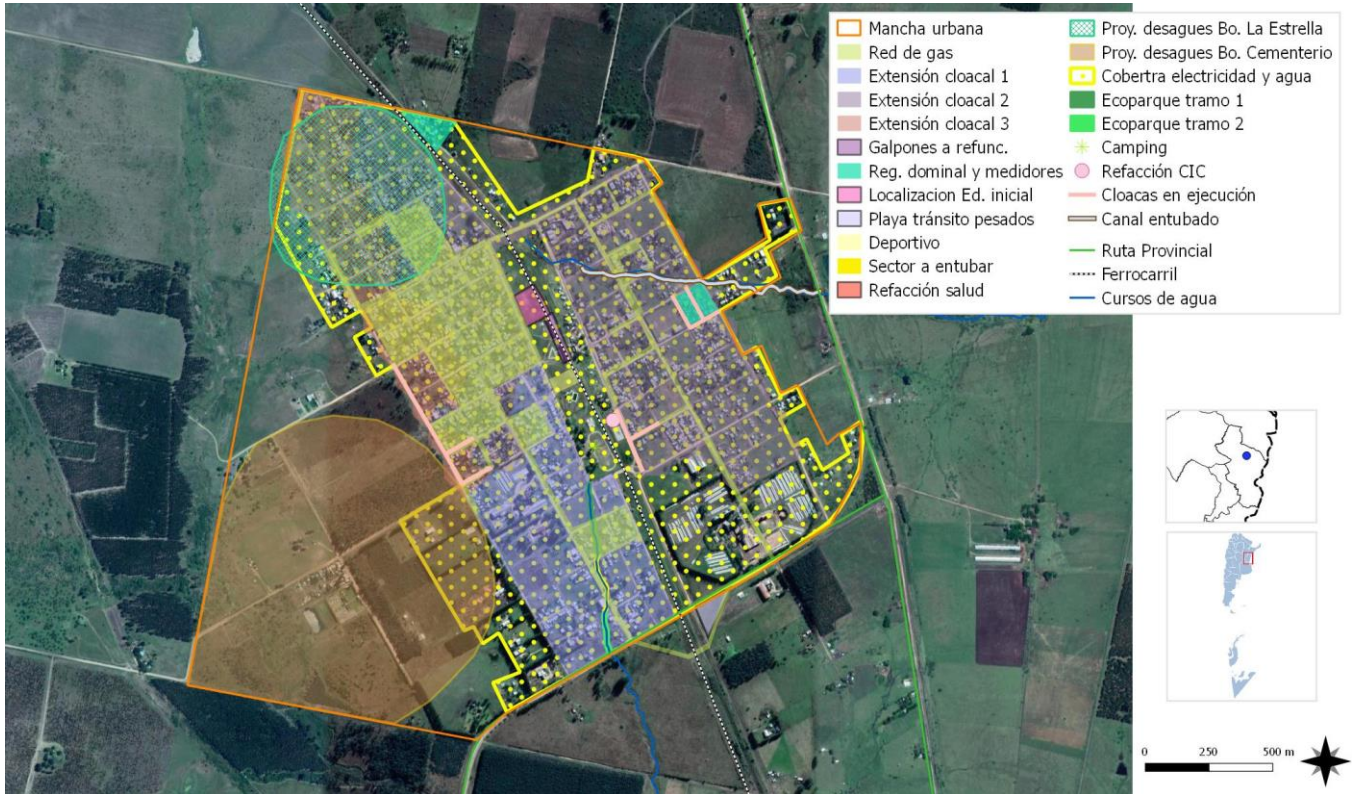 Mancha urbana
Red de gas
Extensión cloacal 1
Extensión cloacal 2
Extensión cloacal 3
Galpones a refunc.
Reg. dominal y medidores
Localizacion Ed. inicial
Playa tránsito pesados
Deportivo
Sector a entubar
Refacción salud
Proy. desagues Bo. La Estrella
Proy. desagues Bo. Cementerio
Cobertra electricidad y agua
Ecoparque tramo 1
Ecoparque tramo 2
Camping
Refacción CIC
Cloacas en ejecución
Canal entubado
Ruta Provincial
Ferrocarril
Cursos de agua
0 250 500 m